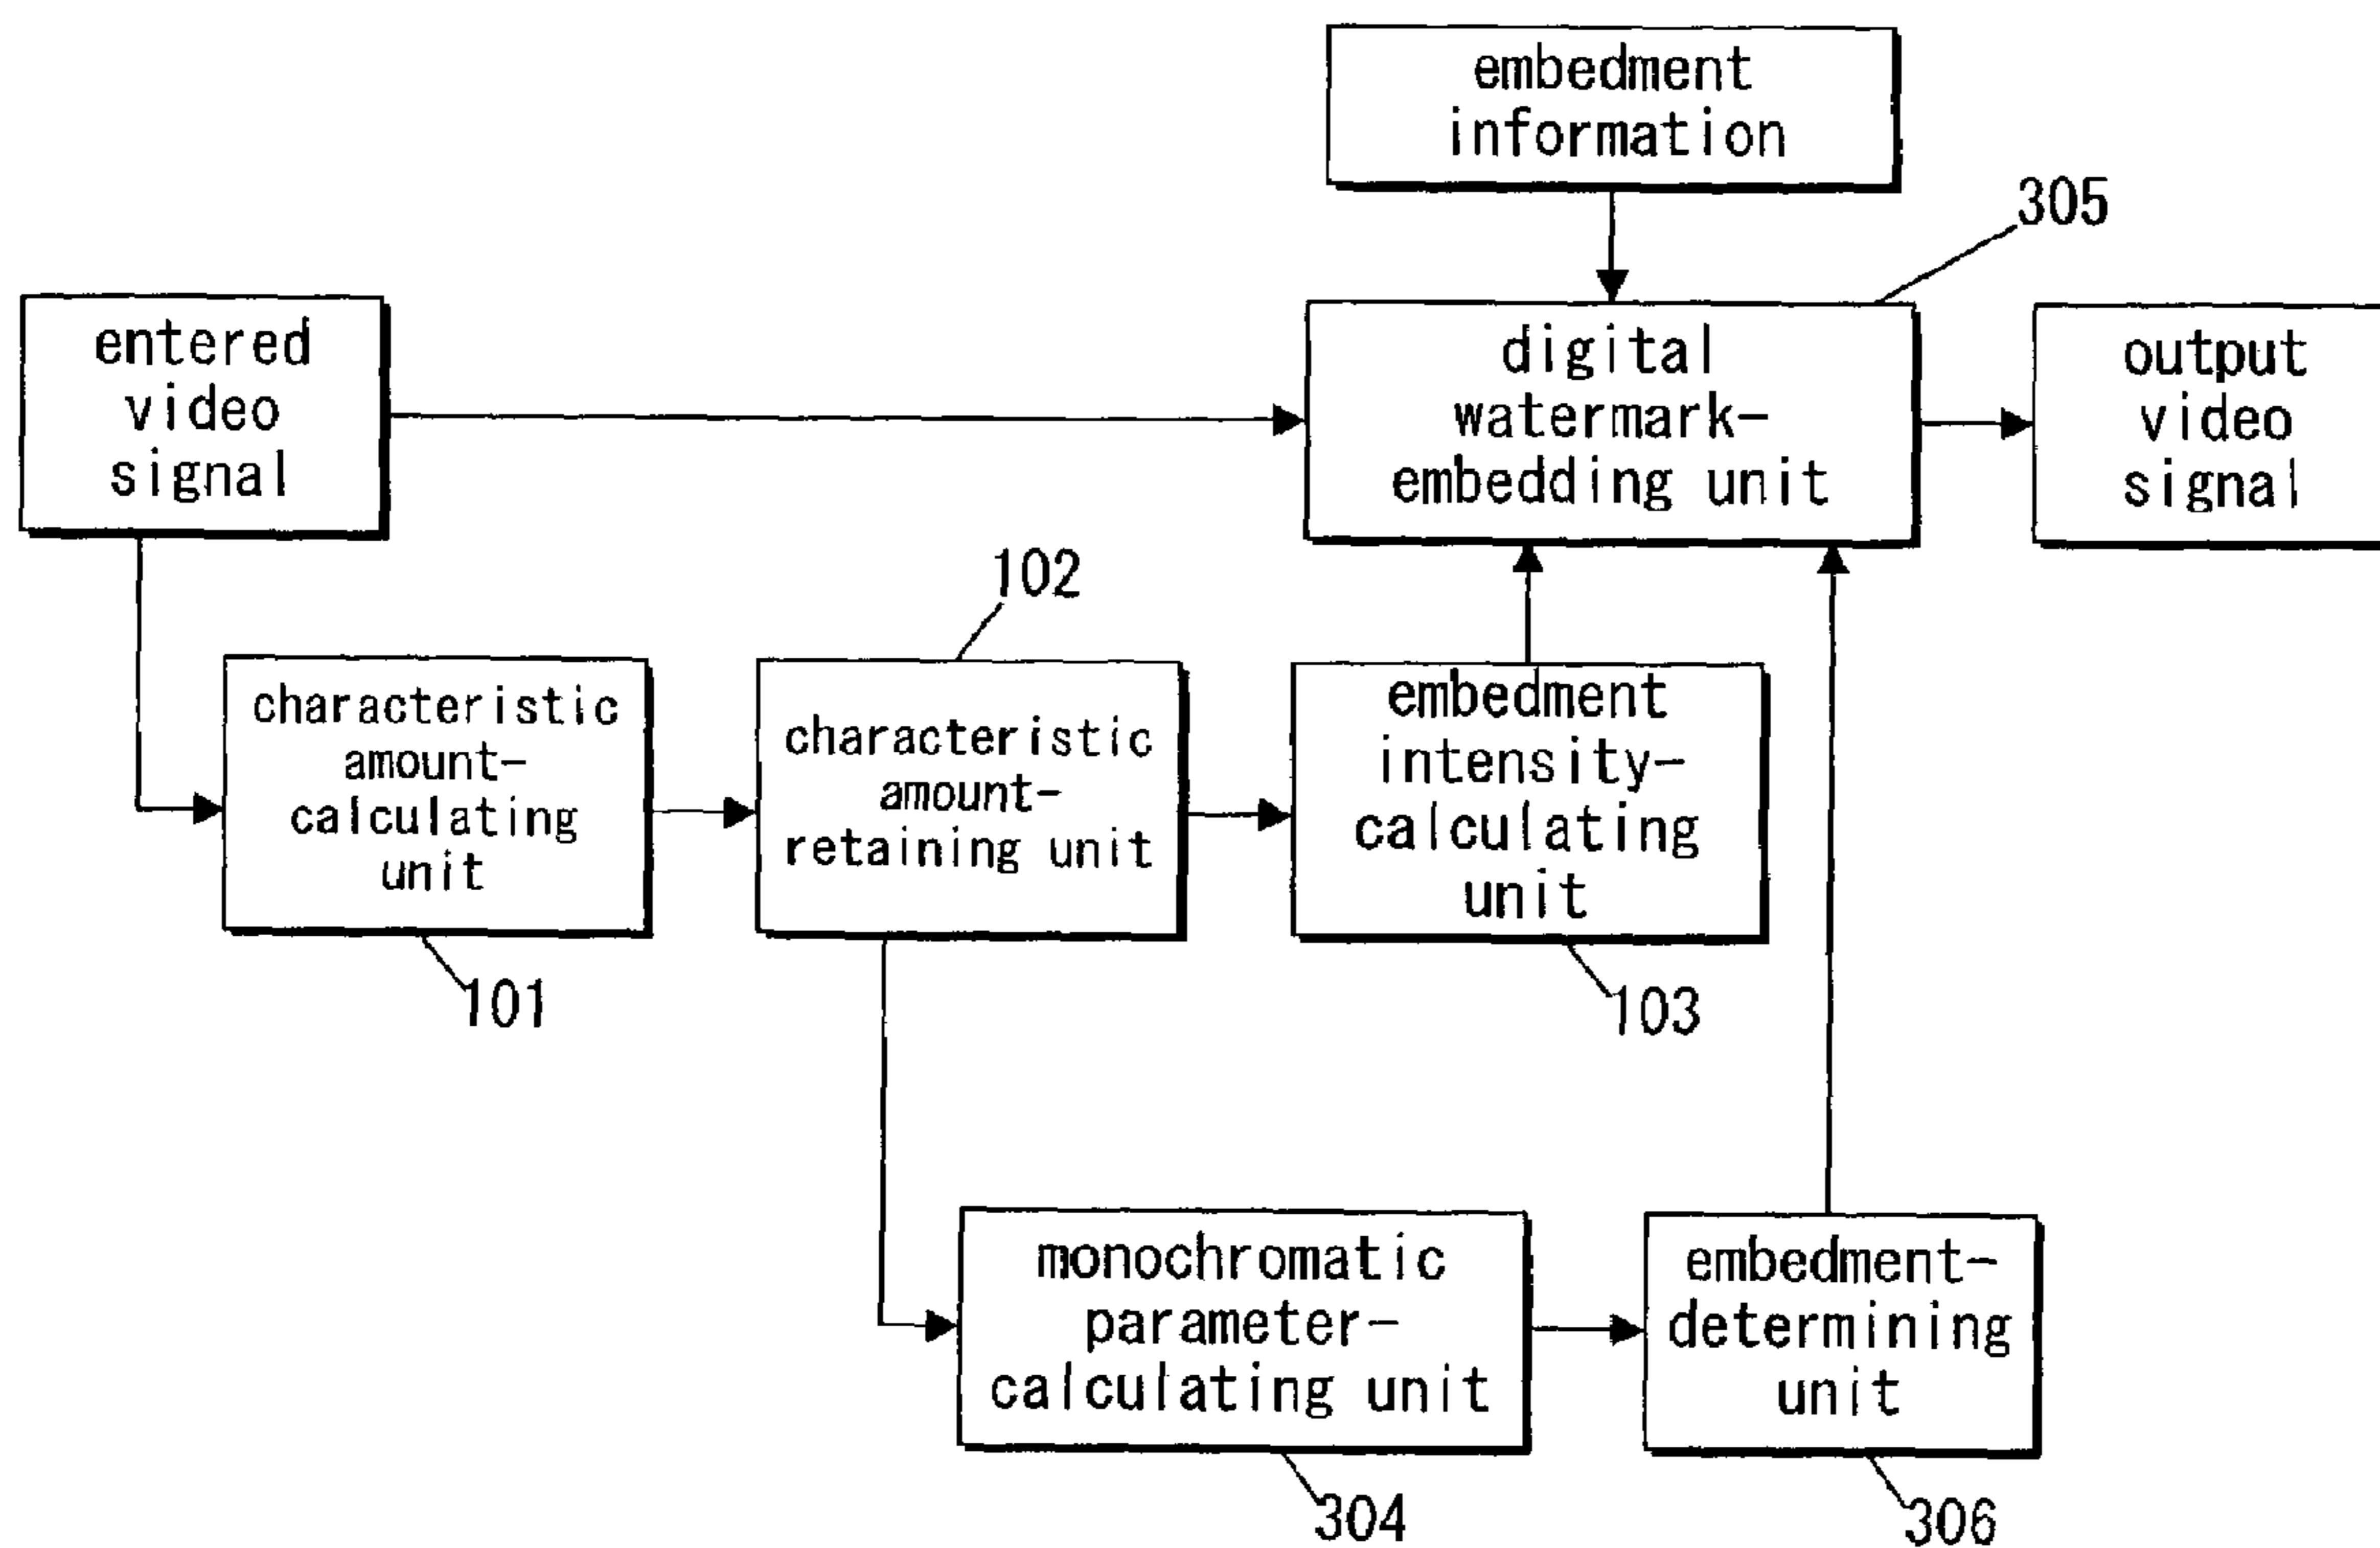 embedment
information
305
entered
video
signal
digital
watermark-
embedding unit
output
video
signal
102
characteristic
amount-
calculating
unit
characteristic
amount-
retaining unit
embedment
intensity-
calculating
unit
101
103
monochromatic
parameter-
calculating unit
embedment-
determining
unit
304
306